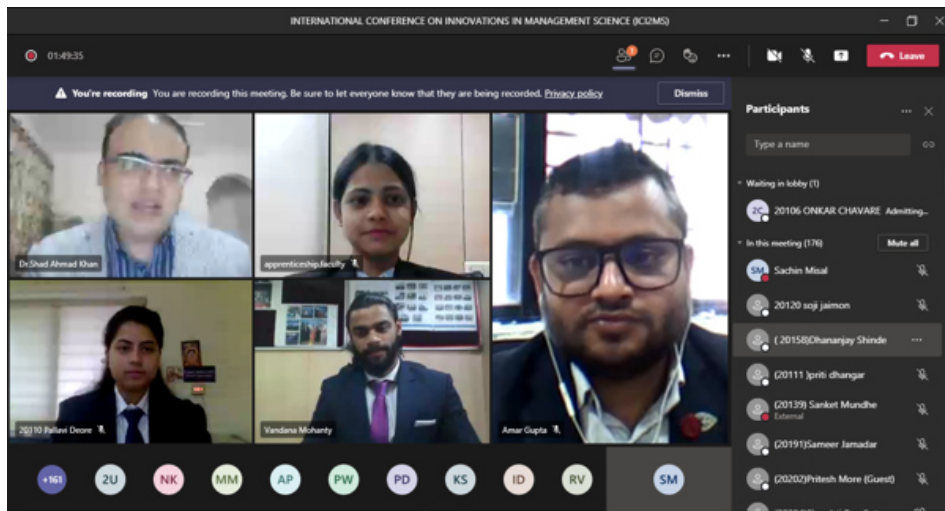 INTERNATIONAL CONFERENCE ON INNOVATIONS IN MANAGEMENT SCIENCE (ICI2MS)
01:49:35
1
Leave
You're recording You are recording this meeting. Be sure to let everyone know that they are being recorded. Privacy policy
Dismiss
Dr.Shad Ahmad Khan
apprenticeship.faculty
20110 Pallavi Deore
Vandana Mohanty
Amar Gupta
+161
2U
NK
MM
AP
PW
PD
KS
ID
RV
SM
Participants
Type a name
Waiting in lobby (1)
2C 20106 ONKAR CHAVARE Admitting...
In this meeting (176)
Mute all
SM Sachin Misal
20120 soji jaimon
( 20158)Dhananjay Shinde
(20111 )priti dhangar
(20139) Sanket Mundhe
External
(20191)Sameer Jamadar
(20202)Pritesh More (Guest)